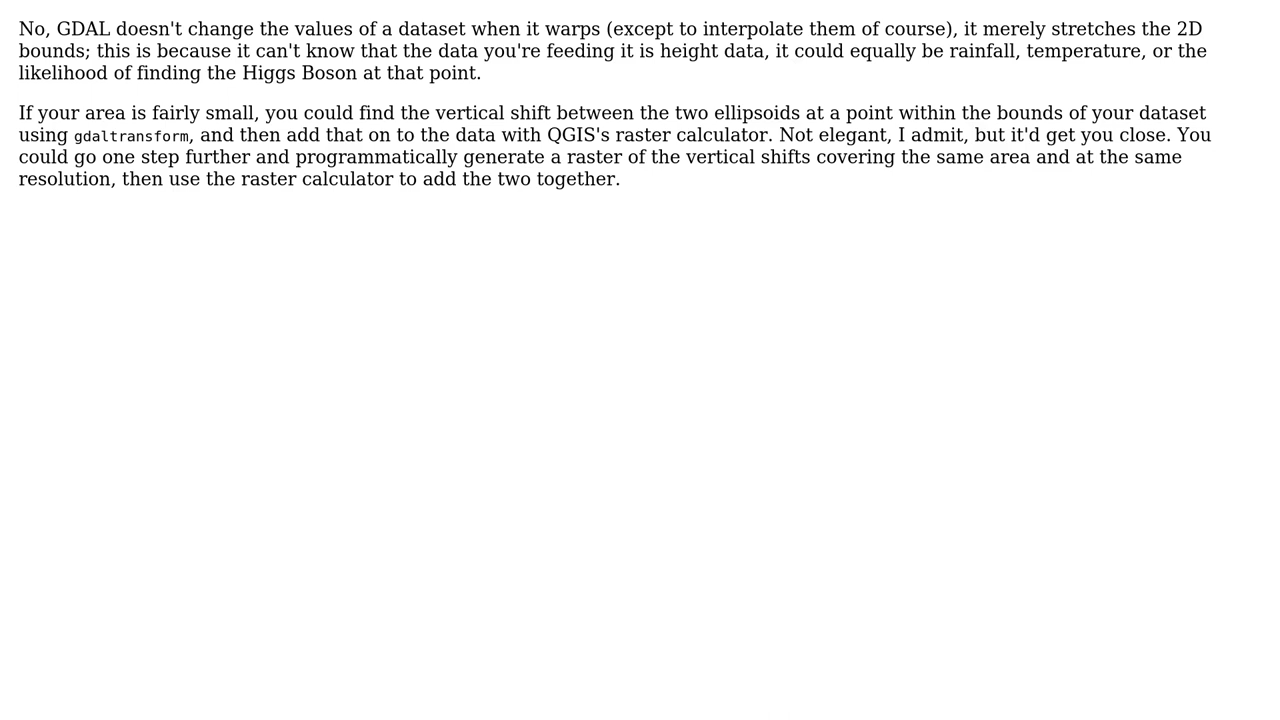 No, GDAL doesn't change the values of a dataset when it warps (except to interpolate them of course), it merely stretches the 2D
bounds; this is because it can't know that the data you're feeding it is height data, it could equally be rainfall, temperature, or the
likelihood of finding the Higgs Boson at that point.
If your area is fairly small, you could find the vertical shift between the two ellipsoids at a point within the bounds of your dataset
using gdaltransform, and then add that on to the data with QGIS's raster calculator. Not elegant, I admit, but it'd get you close. You
could go one step further and programmatically generate a raster of the vertical shifts covering the same area and at the same
resolution, then use the raster calculator to add the two together.